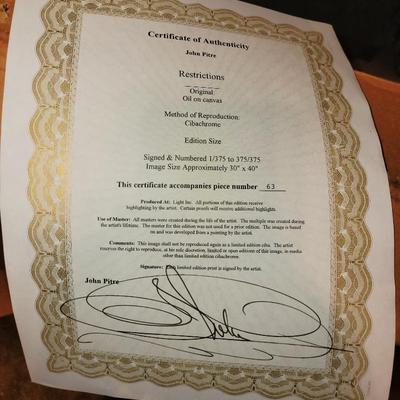 Certificate of Authenticity
John Pitre
Restrictions
Original
Oil on canvas
Method of Reproduction:
Cibachrome
Edition Size
Signed & Numbered 1/375 to 375/375
Image Size Approximately 30" x 40"
This certificate accompanies piece number 63
Produced At: Light Inc. All portions of this edition receive
highlighting by the artist. Certain proofs will receive additional highlights.
Use of Master: All masters were created during the life of the artist. The multiple was created during
the artist's lifetime. The master for this edition was not used for a prior edition. The image is based
on and was developed from a painting by the artist.
Comments: This image shall not be reproduced again as a limited edition ciba. The artist
reserves the right to reproduce, at his sole discretion, limited or open editions of this image, in media
other than limited edition cibachrome.
Signature: Each limited edition print is signed by the artist.
John Pitre